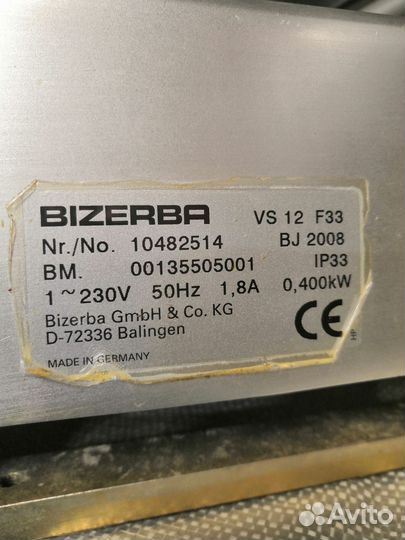 BIZERBA VS 12 F33
Nr./No. 10482514 BJ 2008
BM. 00135505001 IP33
1~230V 50Hz 1,8A 0,400kW
Bizerba GmbH & Co. KG
D-72336 Balingen
CE
HP
MADE IN GERMANY
Avito